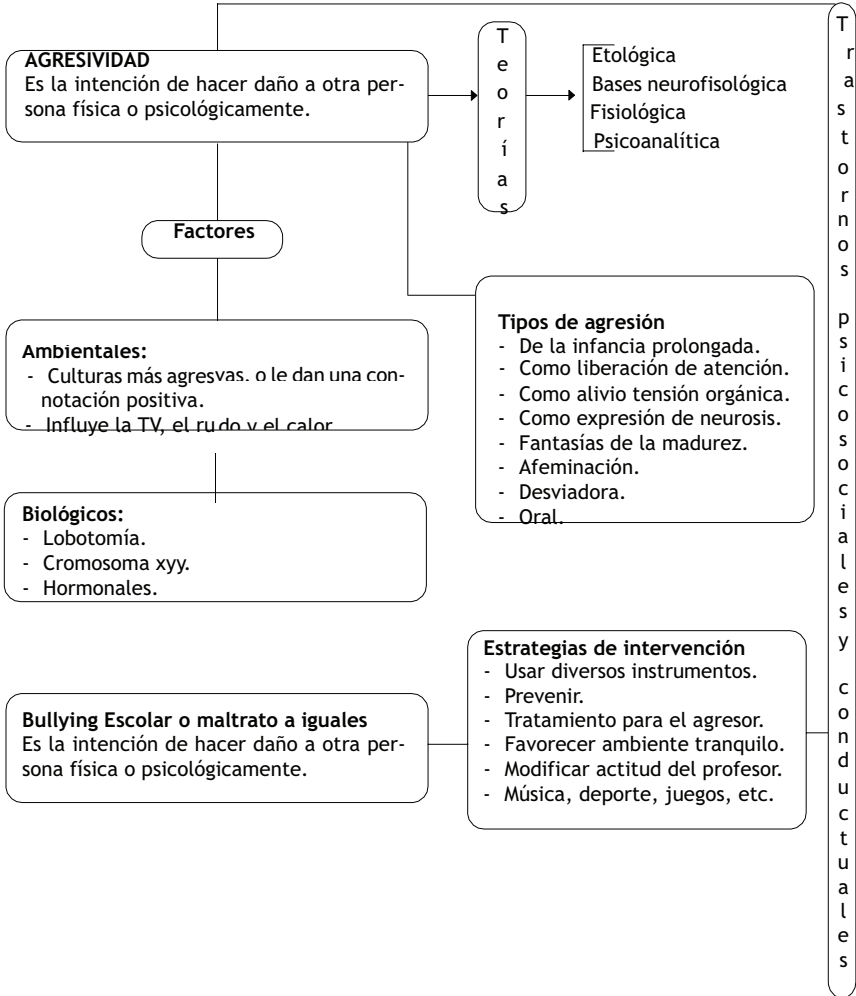 AGRESIVIDAD
Es la intención de hacer daño a otra per-
sona física o psicológicamente.
Teorías
Etológica
Bases neurofisológica
Fisiológica
Psicoanalítica
Factores
Ambientales:
- Culturas más agresvas, o le dan una con-
notación positiva.
- Influye la TV, el rudo y el calor
Biológicos:
- Lobotomía.
- Cromosoma xyy.
- Hormonales.
Tipos de agresión
- De la infancia prolongada.
- Como liberación de atención.
- Como alivio tensión orgánica.
- Como expresión de neurosis.
- Fantasías de la madurez.
- Afeminación.
- Desviadora.
- Oral.
Bullying Escolar o maltrato a iguales
Es la intención de hacer daño a otra per-
sona física o psicológicamente.
Estrategias de intervención
- Usar diversos instrumentos.
- Prevenir.
- Tratamiento para el agresor.
- Favorecer ambiente tranquilo.
- Modificar actitud del profesor.
- Música, deporte, juegos, etc.
Trastornos psicosociales y conductuales